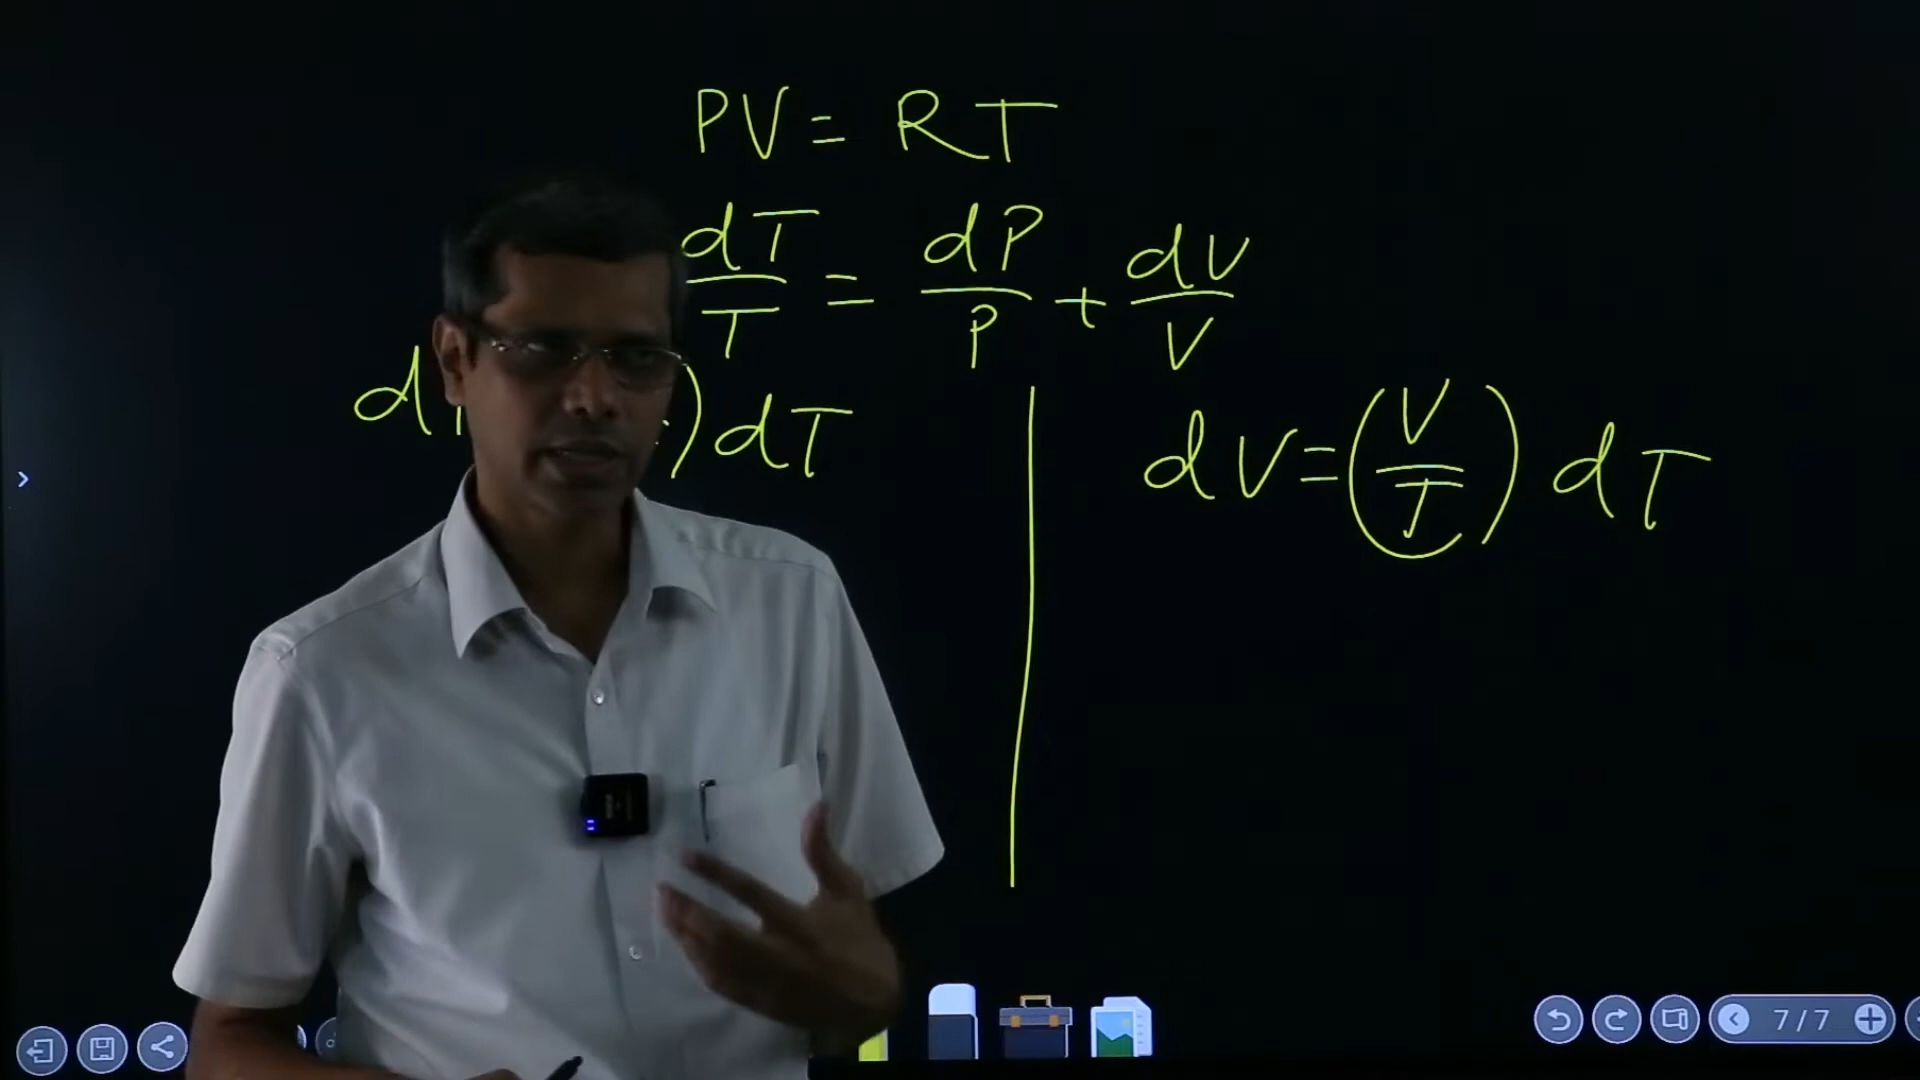 PV = RT
dT/T = dP/P + dV/V
d ) dT
dV = (V/T) dT
7/7